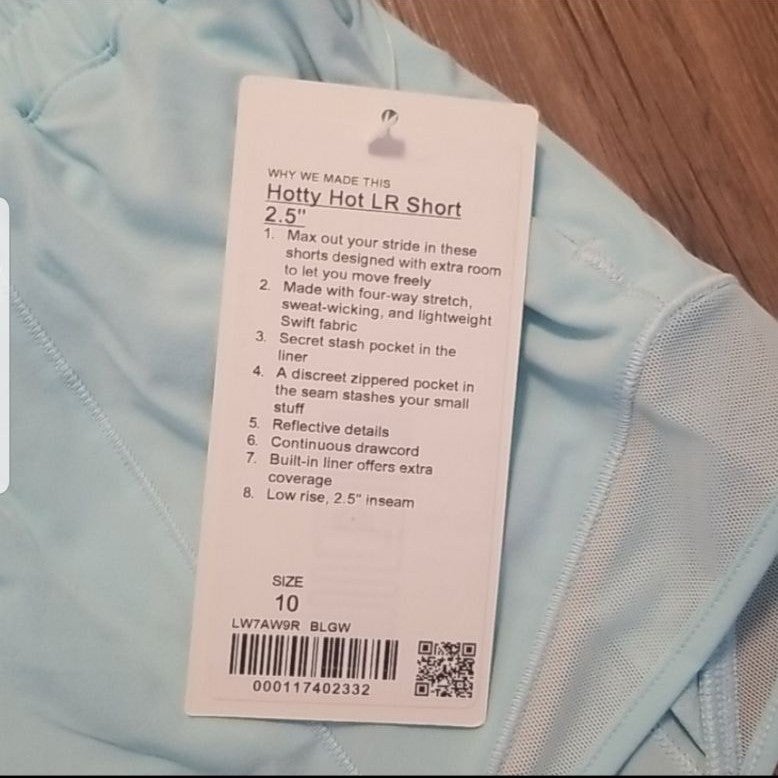 WHY WE MADE THIS
Hotty Hot LR Short
2.5"
1. Max out your stride in these
shorts designed with extra room
to let you move freely
2. Made with four-way stretch,
sweat-wicking, and lightweight
Swift fabric
3. Secret stash pocket in the
liner
4. A discreet zippered pocket in
the seam stashes your small
stuff
5. Reflective details
6. Continuous drawcord
7. Built-in liner offers extra
coverage
8. Low rise, 2.5" inseam
SIZE
10
LW7AW9R BLGW
000117402332